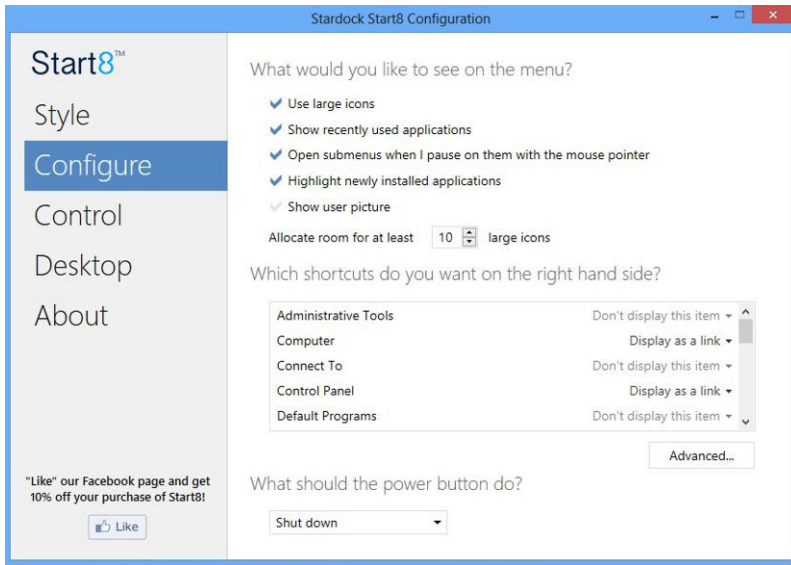 Stardock Start8 Configuration
Start8™
Style
Configure
Control
Desktop
About
"Like" our Facebook page and get
10% off your purchase of Start8!
Like
What would you like to see on the menu?
Use large icons
Show recently used applications
Open submenus when I pause on them with the mouse pointer
Highlight newly installed applications
Show user picture
Allocate room for at least 10 large icons
Which shortcuts do you want on the right hand side?
Administrative Tools Don't display this item
Computer Display as a link
Connect To Don't display this item
Control Panel Display as a link
Default Programs Don't display this item
Advanced...
What should the power button do?
Shut down